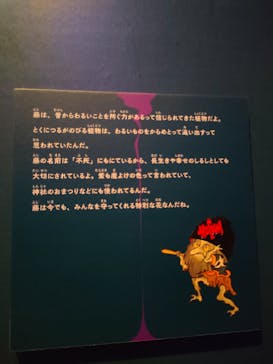 藤は、昔からわるいことを防ぐ力があるって信じられてきた植物だよ。
とくにつるがのびる植物は、わるいものをからめとって追い出すって
思われていたんだ。
藤の名前は「不死」にもにているから、長生きや幸せのしるしとしても
大切にされているよ。紫も魔よけの色って言われていて、
神社のおまつりなどにも使われてるんだ。
藤は今でも、みんなを守ってくれる特別な花なんだね。